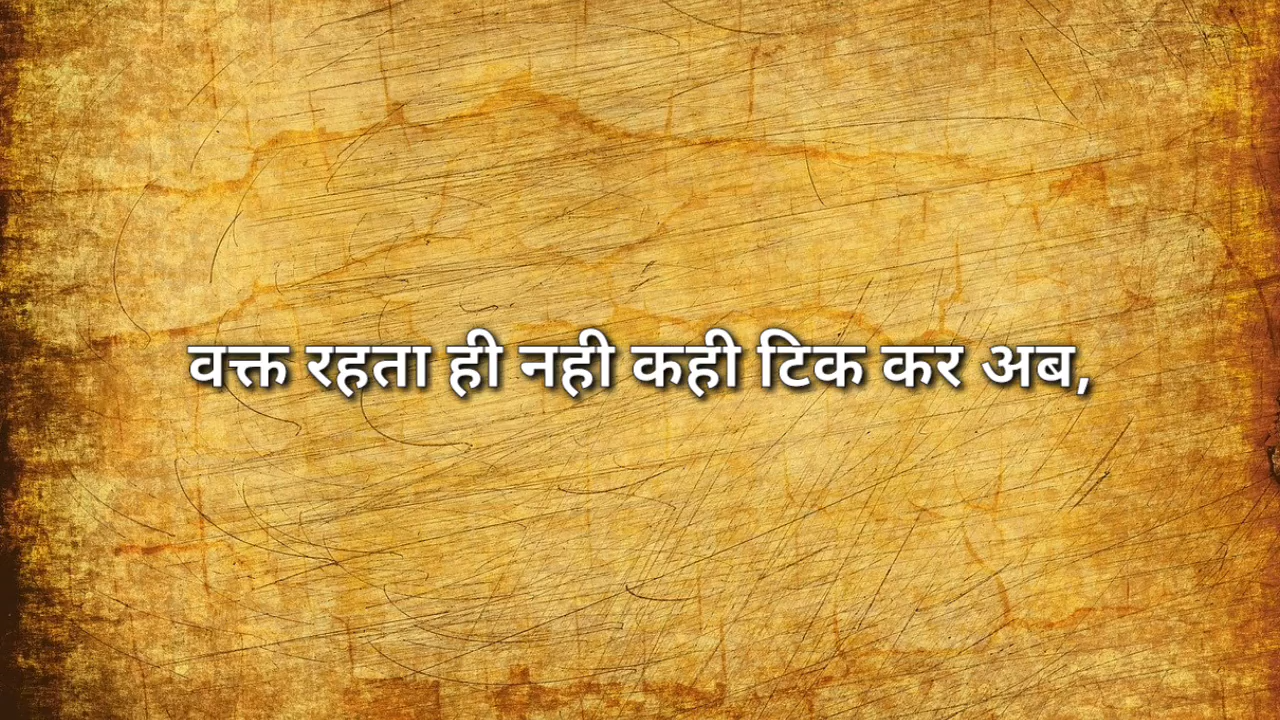 वक्त रहता ही नही कही टिक कर अब,